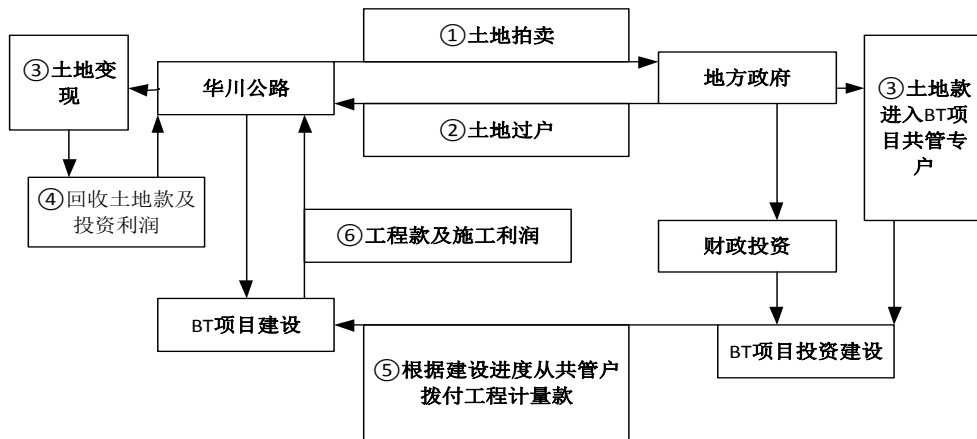 ①土地拍卖
③土地变
现
华川公路
地方政府
③土地款
进入BT项
目共管专
户
②土地过户
④回收土地款及
投资利润
⑥工程款及施工利润
财政投资
BT项目建设
BT项目投资建设
⑤根据建设进度从共管户
拨付工程计量款